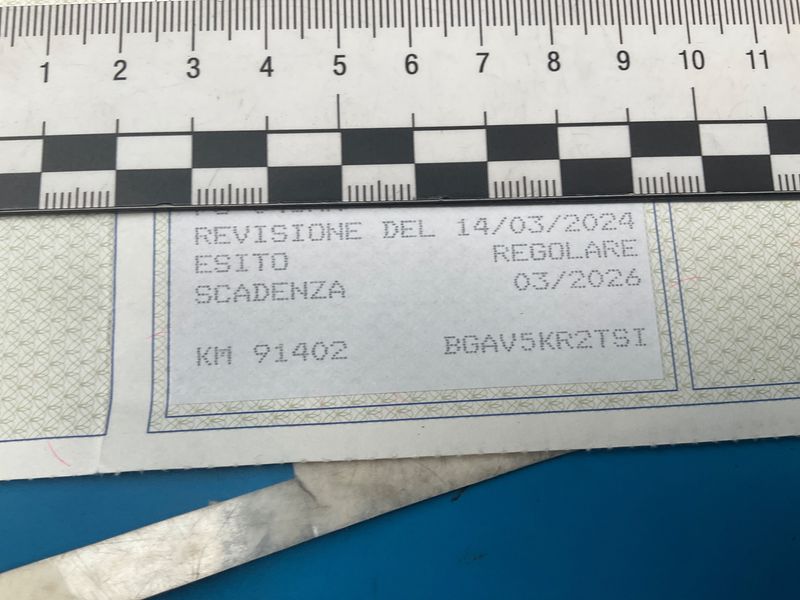 1 2 3 4 5 6 7 8 9 10 11
REVISIONE DEL 14/03/2024
ESITO REGOLARE
SCADENZA 03/2026
KM 91402 BGAV5KR2TSI